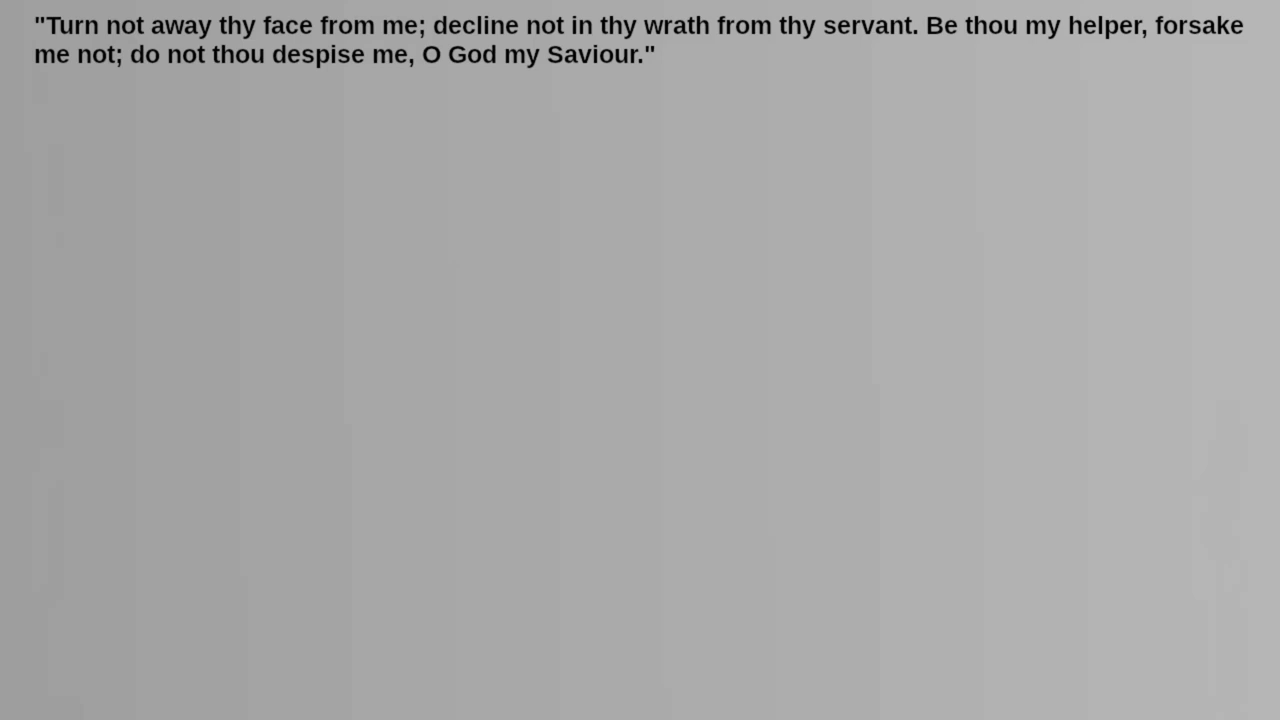 "Turn not away thy face from me; decline not in thy wrath from thy servant. Be thou my helper, forsake
me not; do not thou despise me, O God my Saviour."